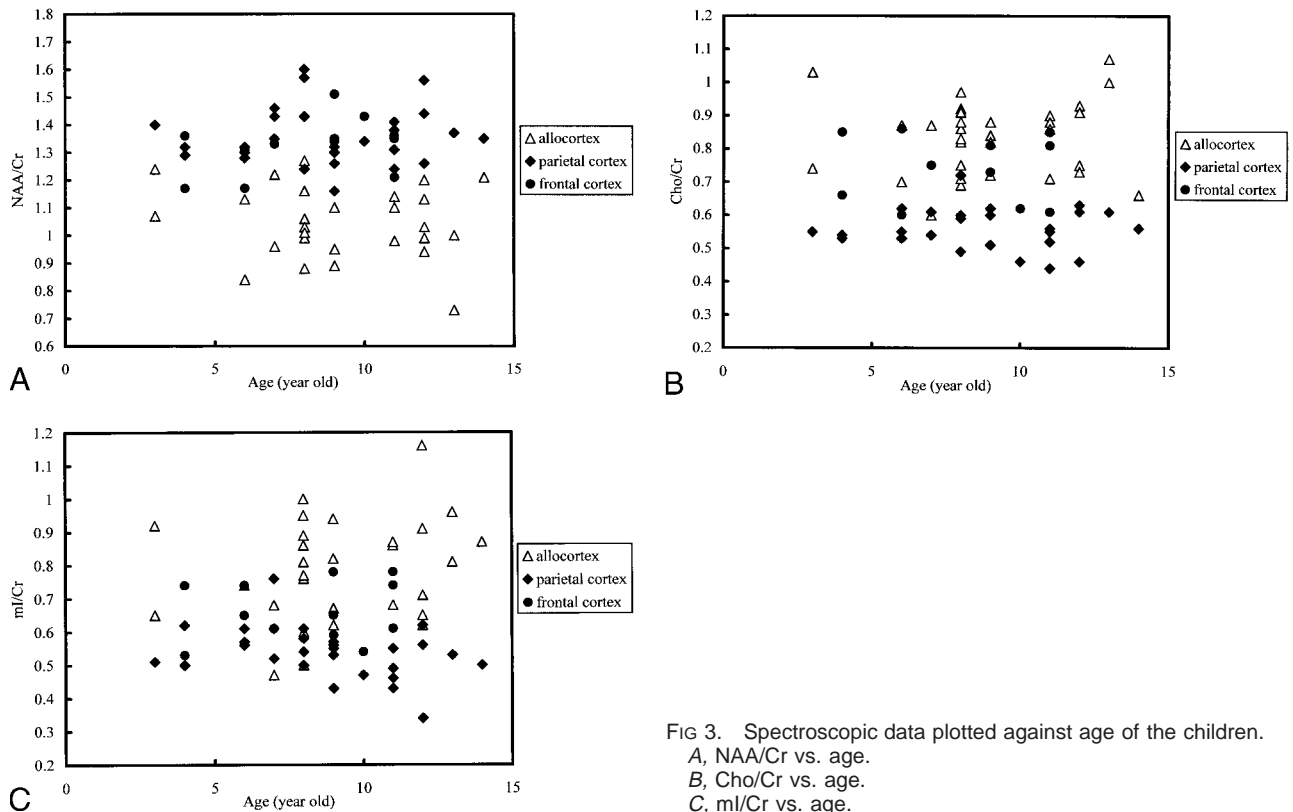 1.8
1.7
1.6
1.5
1.4
1.3
1.2
1.1
1
0.9
0.8
0.7
0.6
NAA/Cr
0 5 10 15
Age (year old)
allocortex
parietal cortex
frontal cortex
A
1.2
1.1
1
0.9
0.8
0.7
0.6
0.5
0.4
0.3
0.2
Cho/Cr
0 5 10 15
Age (year old)
allocortex
parietal cortex
frontal cortex
B
1.2
1.1
1
0.9
0.8
0.7
0.6
0.5
0.4
0.3
0.2
mI/Cr
0 5 10 15
Age (year old)
allocortex
parietal cortex
frontal cortex
C
FIG 3. Spectroscopic data plotted against age of the children.
A, NAA/Cr vs. age.
B, Cho/Cr vs. age.
C, mI/Cr vs. age.